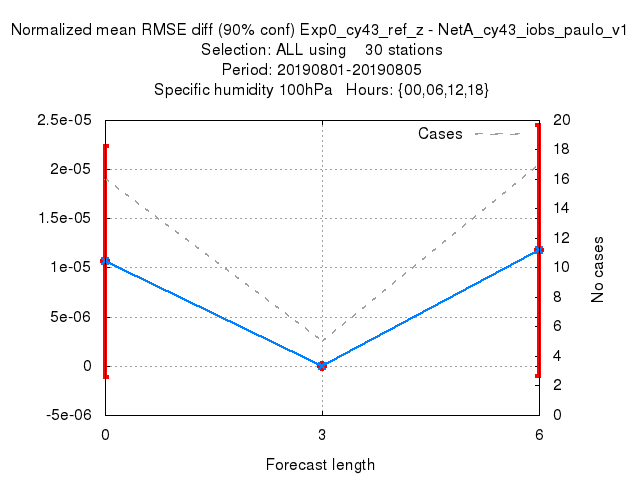 Normalized mean RMSE diff (90% conf) Exp0_cy43_ref_z - NetA_cy43_iobs_paulo_v1
Selection: ALL using    30 stations
Period: 20190801-20190805
Specific humidity 100hPa   Hours: {00,06,12,18}
2.5e-05
2e-05
1.5e-05
1e-05
5e-06
0
-5e-06
Cases
20
18
16
14
12
10
8
6
4
2
0
No cases
0
3
6
Forecast length